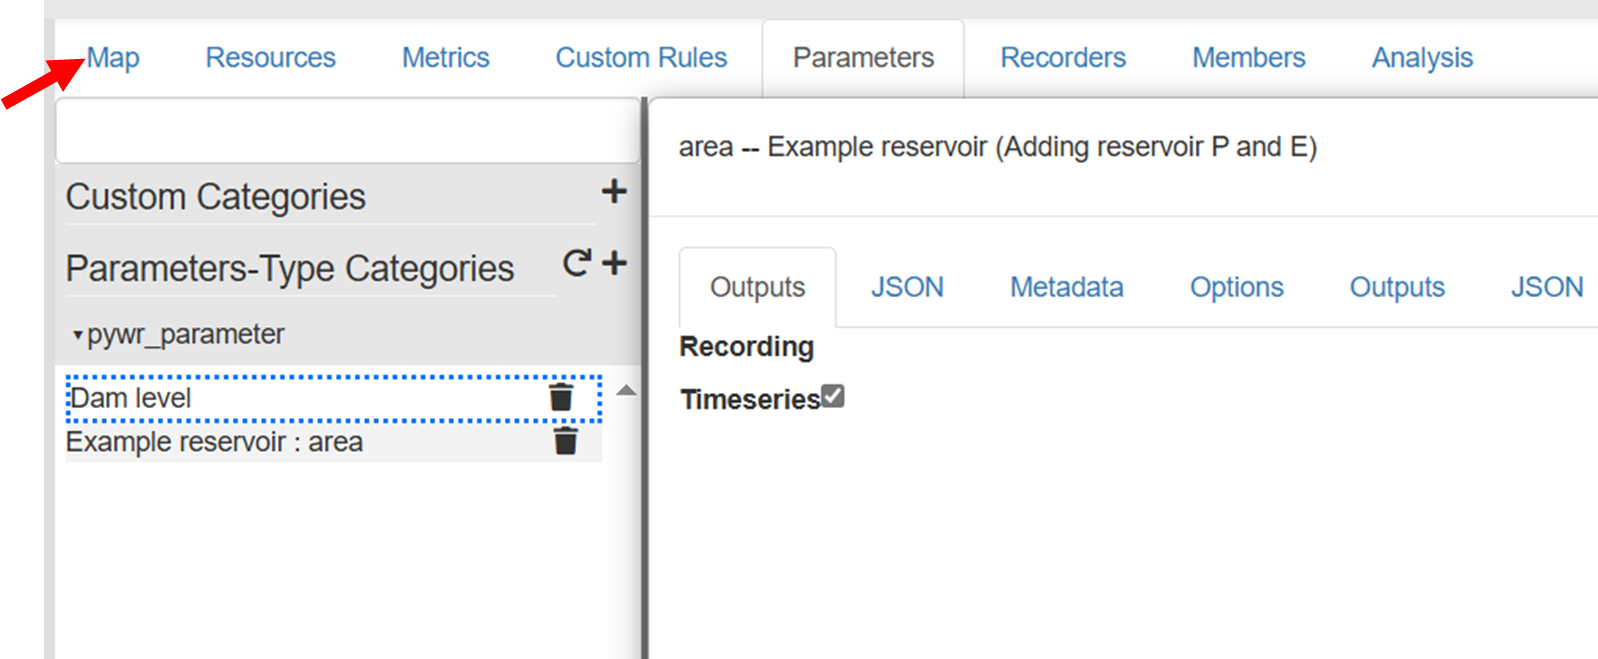 Map Resources Metrics Custom Rules Parameters Recorders Members Analysis
Custom Categories
Parameters-Type Categories
pywr_parameter
Dam level
Example reservoir : area
area -- Example reservoir (Adding reservoir P and E)
Outputs JSON Metadata Options Outputs JSON
Recording
Timeseries